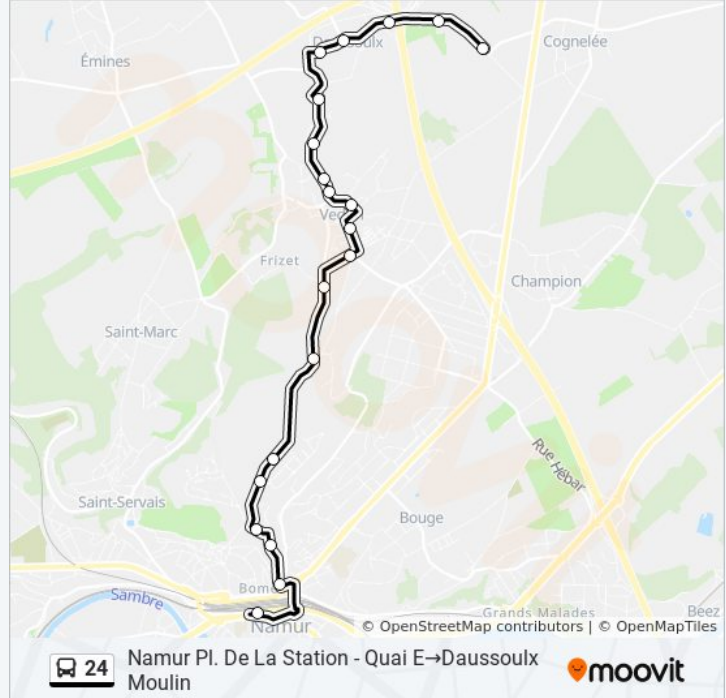 Cognelée
Émines
Champion
Frizet
Saint-Marc
Rue Hébar
Saint-Servais
Bouge
Sambre
Grands Malades
Beez
Namur
© OpenStreetMap contributors | © OpenMapTiles
24
Namur Pl. De La Station - Quai E→Daussoulx
Moulin
moovit